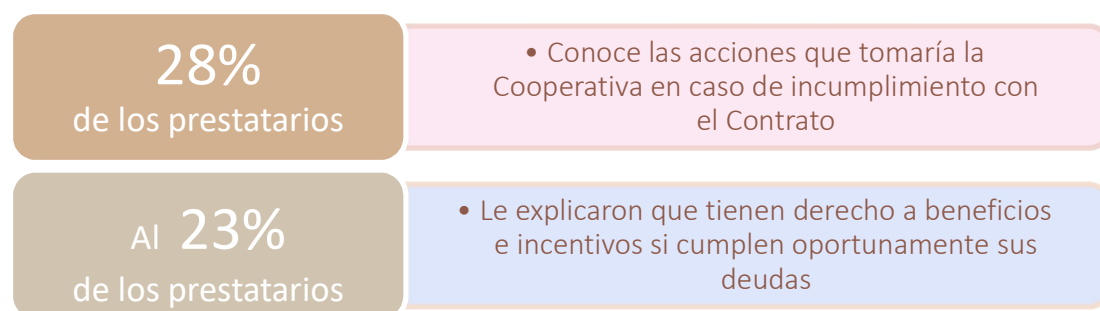 28%
de los prestatarios
• Conoce las acciones que tomaría la
Cooperativa en caso de incumplimiento con
el Contrato
Al 23%
de los prestatarios
• Le explicaron que tienen derecho a beneficios
e incentivos si cumplen oportunamente sus
deudas